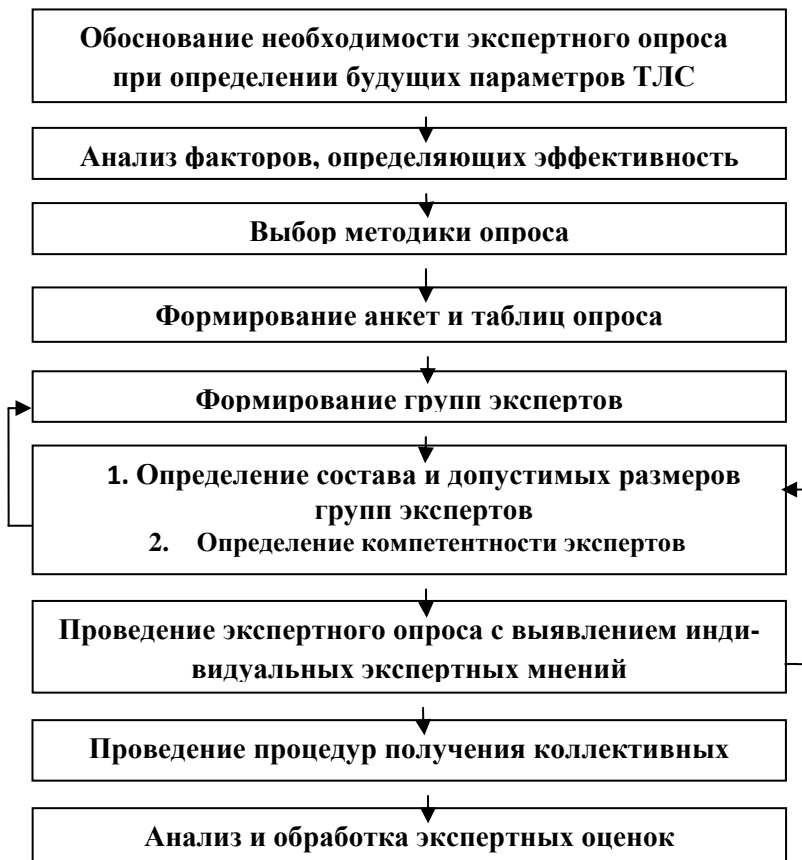 Обоснование необходимости экспертного опроса
при определении будущих параметров ТЛС
Анализ факторов, определяющих эффективность
Выбор методики опроса
Формирование анкет и таблиц опроса
Формирование групп экспертов
1. Определение состава и допустимых размеров
групп экспертов
2. Определение компетентности экспертов
Проведение экспертного опроса с выявлением инди-
видуальных экспертных мнений
Проведение процедур получения коллективных
Анализ и обработка экспертных оценок